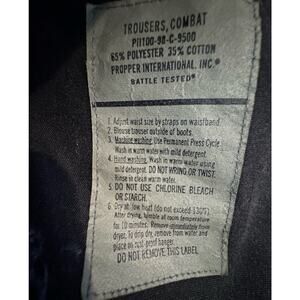 TROUSERS, COMBAT
P11100-98-C-9500
65% POLYESTER 35% COTTON
PROPPER INTERNATIONAL, INC.®
BATTLE TESTED®
1. Adjust waist size by straps on waistband.
2. Blouse trouser outside of boots.
3. Machine washing: Use Permanent Press Cycle.
Wash in warm water with mild detergent.
4. Hand washing: Wash in warm water using
mild detergent. DO NOT WRING OR TWIST.
Rinse in clean warm water.
5. DO NOT USE CHLORINE BLEACH
OR STARCH.
6. Dry at low heat (do not exceed 130°F).
After drying, tumble at room temperature
for 10 minutes. Remove immediately from
dryer. To drip dry, remove from water and
place on rust-proof hanger.
DO NOT REMOVE THIS LABEL